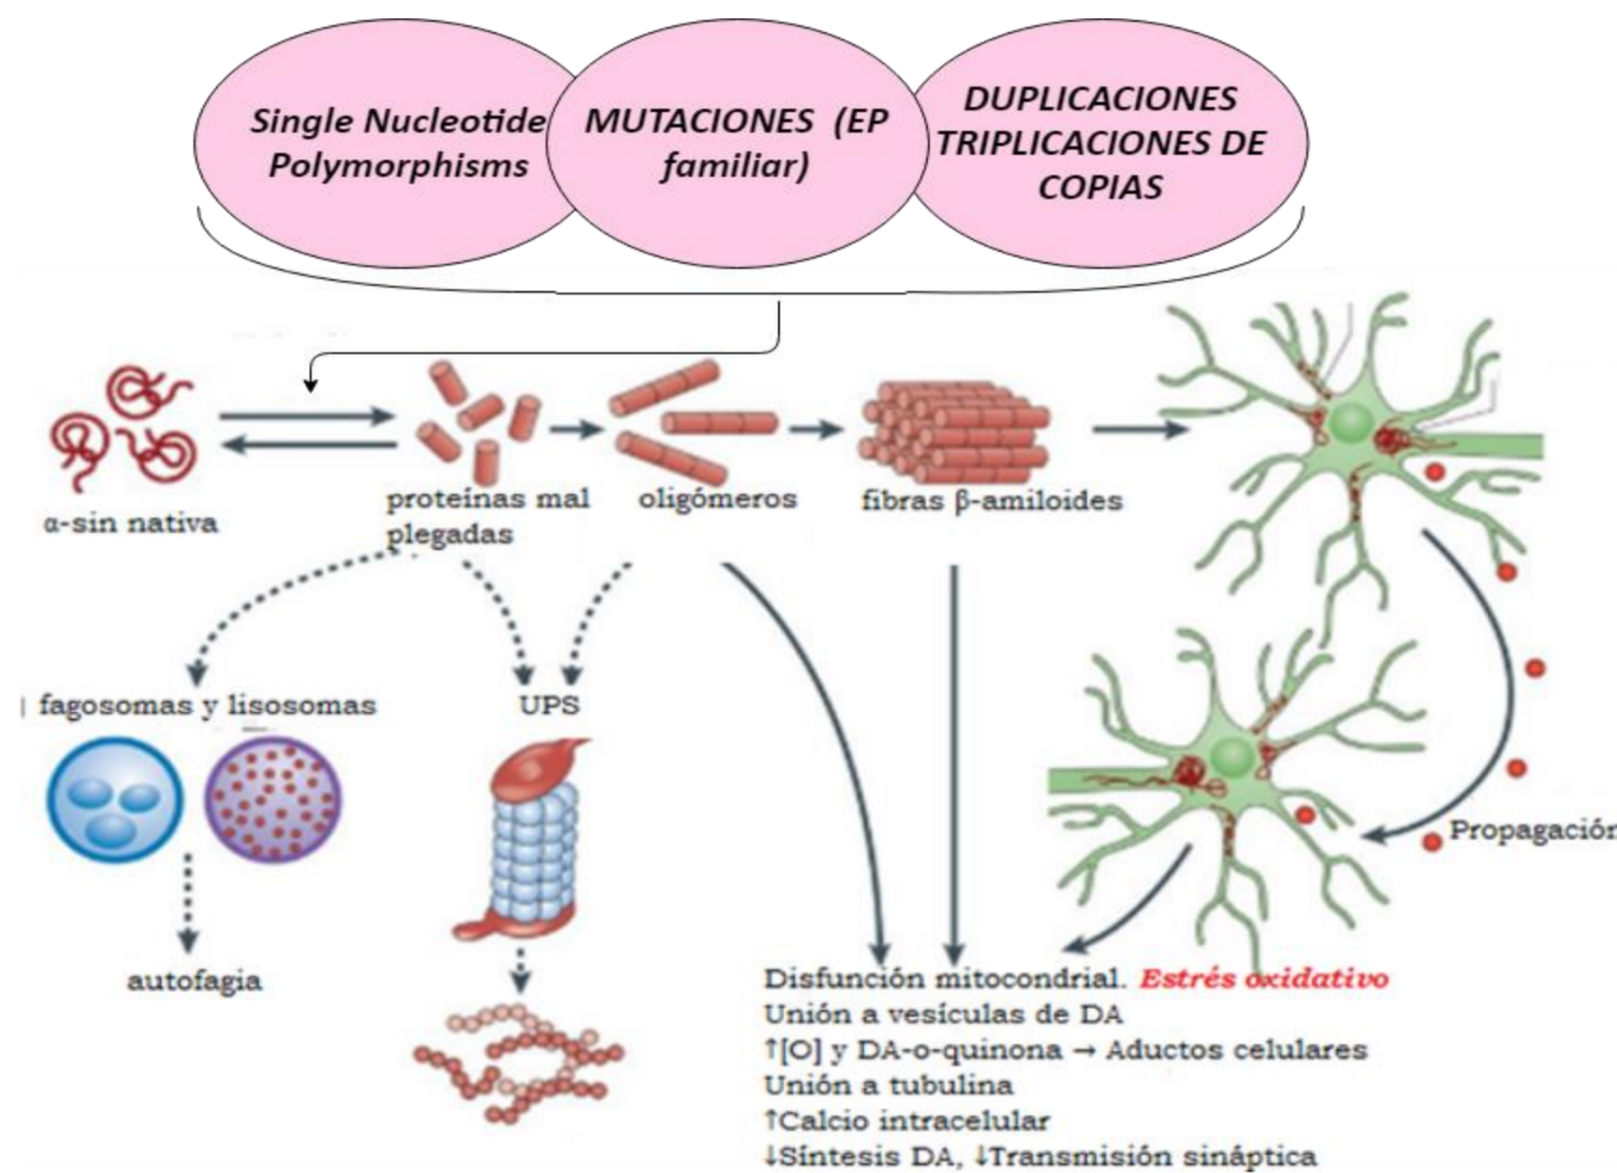 Single Nucleotide
Polymorphisms
MUTACIONES (EP
familiar)
DUPLICACIONES
TRIPLICACIONES DE
COPIAS
α-sin nativa
proteínas mal
plegadas
oligómeros
fibras β-amiloides
fagosomas y lisosomas
UPS
autofagia
Propagación
Disfunción mitocondrial. Estrés oxidativo
Unión a vesículas de DA
↑[O] y DA-o-quinona → Aductos celulares
Unión a tubulina
↑Calcio intracelular
↓Síntesis DA, ↓Transmisión sináptica